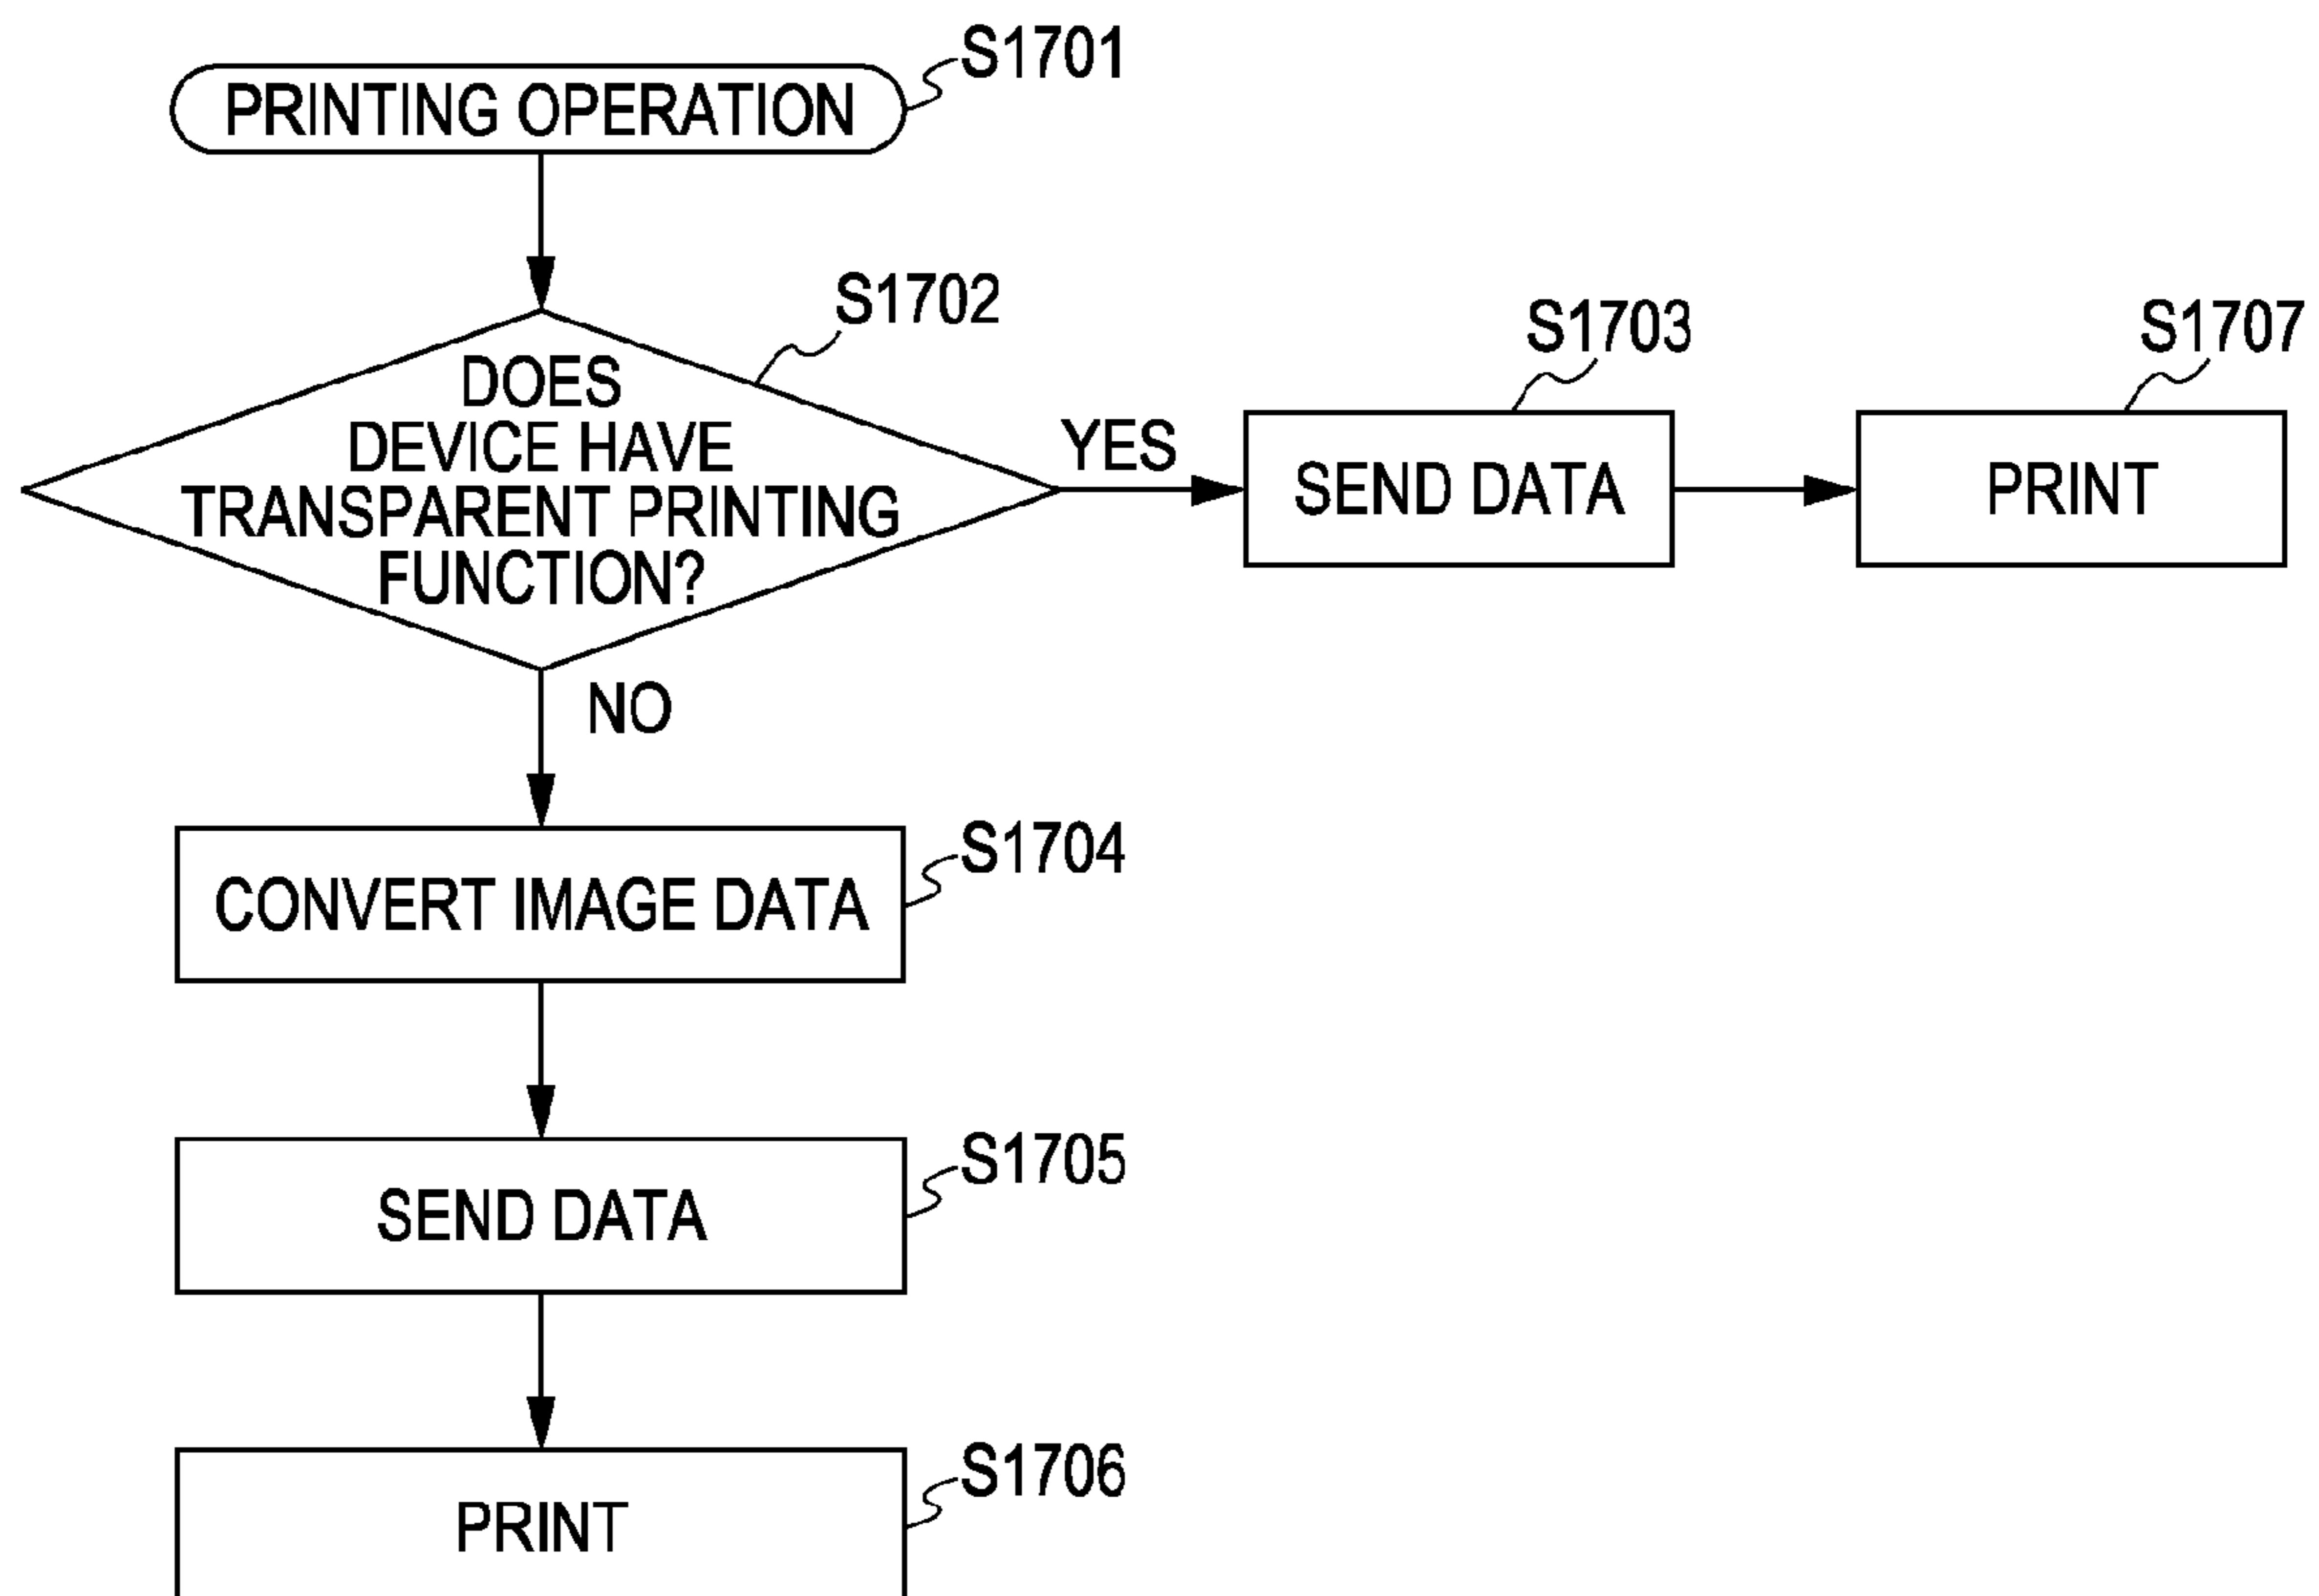 S1701
PRINTING OPERATION
S1702
DOES
DEVICE HAVE
TRANSPARENT PRINTING
FUNCTION?
YES
S1703
SEND DATA
S1707
PRINT
NO
S1704
CONVERT IMAGE DATA
S1705
SEND DATA
S1706
PRINT